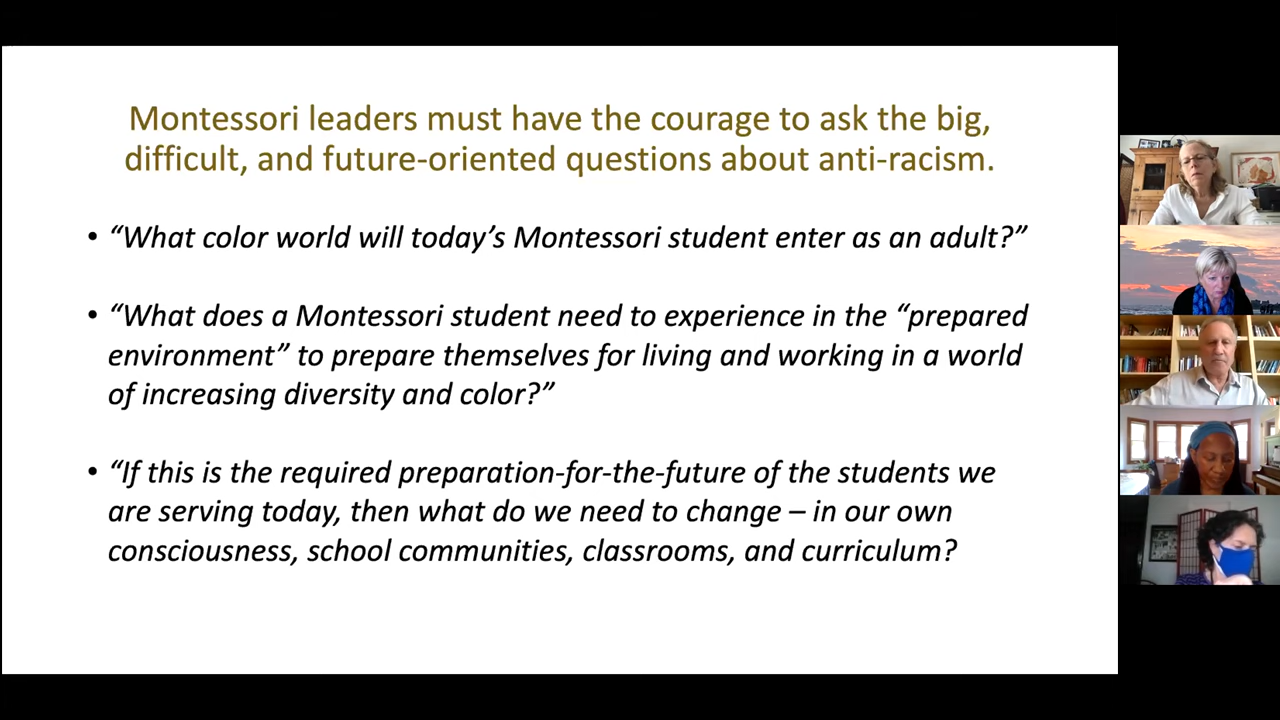 Montessori leaders must have the courage to ask the big,
difficult, and future-oriented questions about anti-racism.
• “What color world will today’s Montessori student enter as an adult?”
• “What does a Montessori student need to experience in the “prepared
environment” to prepare themselves for living and working in a world
of increasing diversity and color?”
• “If this is the required preparation-for-the-future of the students we
are serving today, then what do we need to change – in our own
consciousness, school communities, classrooms, and curriculum?